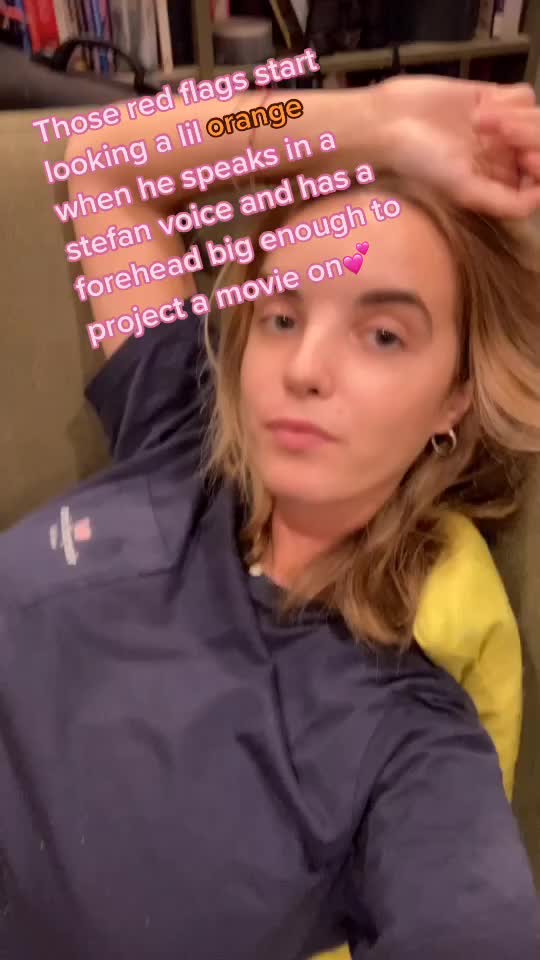 Those red flags start
looking a lil orange
when he speaks in a
stefan voice and has a
forehead big enough to
project a movie on💕